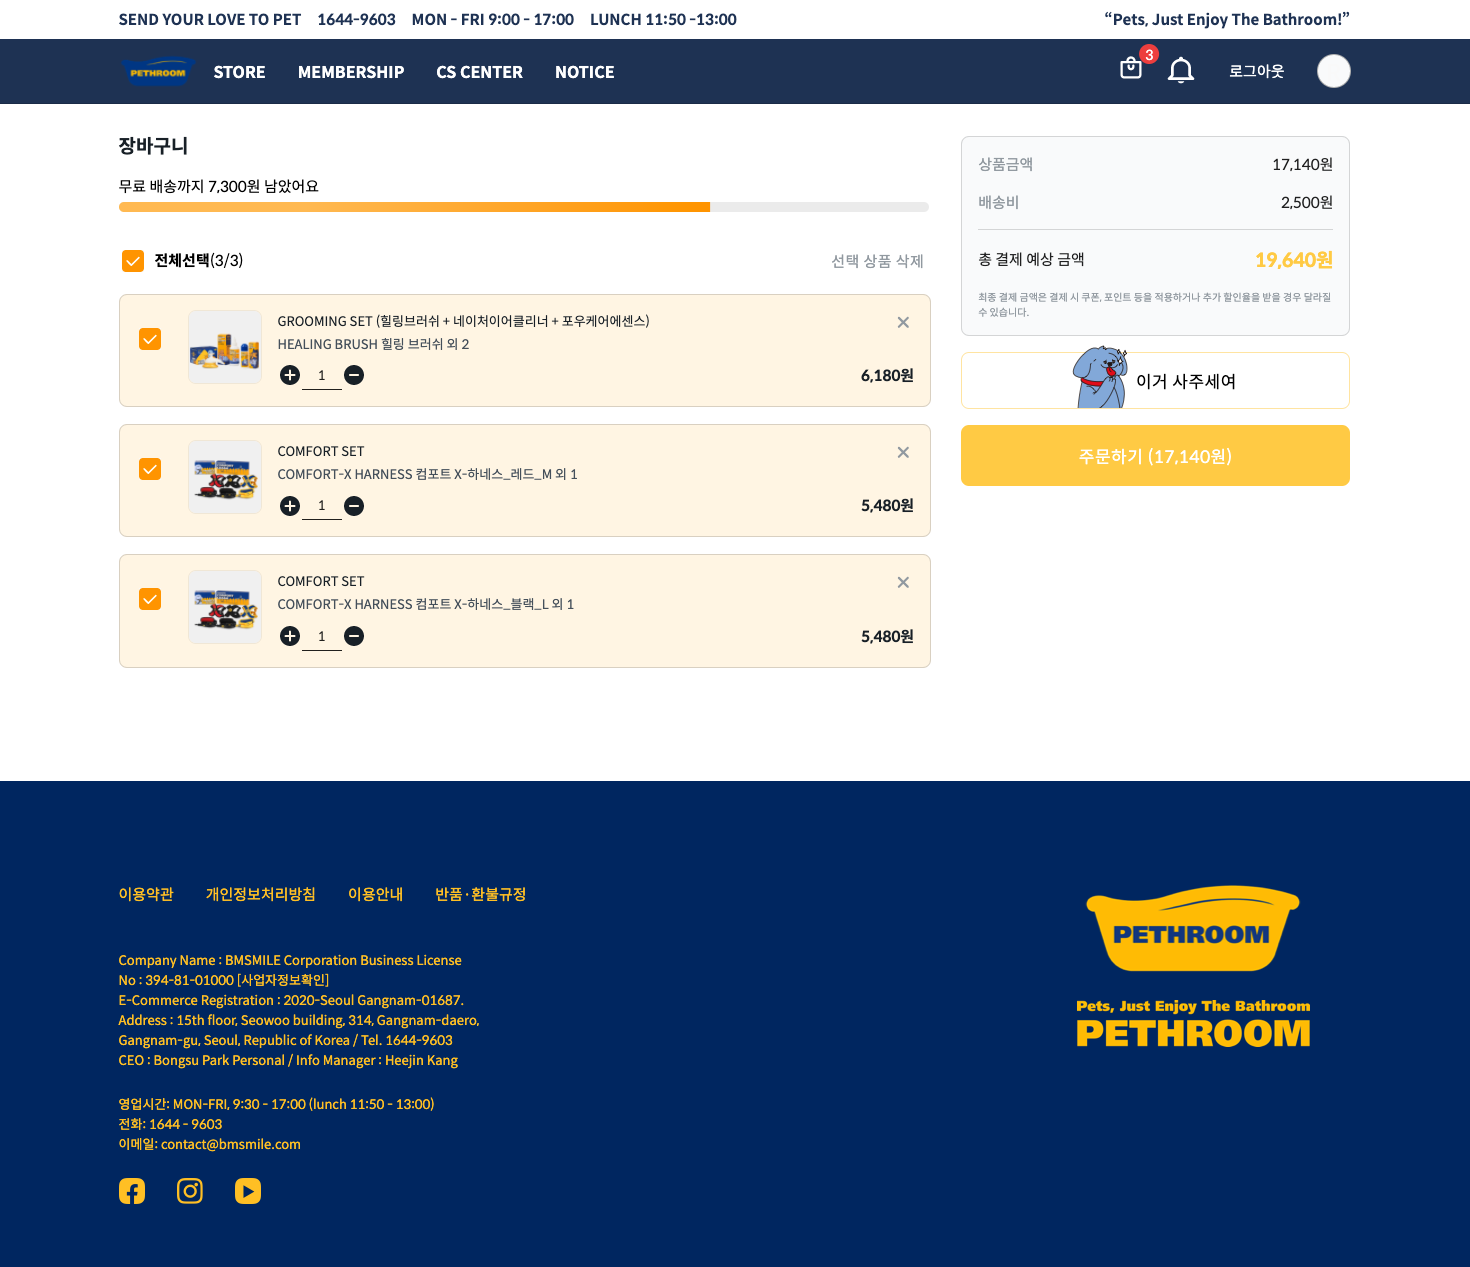 SEND YOUR LOVE TO PET 1644-9603 MON - FRI 9:00 - 17:00 LUNCH 11:50 -13:00 “Pets, Just Enjoy The Bathroom!”
PETHROOM STORE MEMBERSHIP CS CENTER NOTICE 3 로그아웃
장바구니
무료 배송까지 7,300원 남았어요
전체선택(3/3) 선택 상품 삭제
GROOMING SET (힐링브러쉬 + 네이처이어클리너 + 포우케어에센스)
HEALING BRUSH 힐링 브러쉬 외 2
1 6,180원
COMFORT SET
COMFORT-X HARNESS 컴포트 X-하네스_레드_M 외 1
1 5,480원
COMFORT SET
COMFORT-X HARNESS 컴포트 X-하네스_블랙_L 외 1
1 5,480원
상품금액 17,140원
배송비 2,500원
총 결제 예상 금액 19,640원
최종 결제 금액은 결제 시 쿠폰, 포인트 등을 적용하거나 추가 할인율을 받을 경우 달라질
수 있습니다.
이거 사주세여
주문하기 (17,140원)
이용약관 개인정보처리방침 이용안내 반품·환불규정
Company Name : BMSMILE Corporation Business License
No : 394-81-01000 [사업자정보확인]
E-Commerce Registration : 2020-Seoul Gangnam-01687.
Address : 15th floor, Seowoo building, 314, Gangnam-daero,
Gangnam-gu, Seoul, Republic of Korea / Tel. 1644-9603
CEO : Bongsu Park Personal / Info Manager : Heejin Kang
영업시간: MON-FRI, 9:30 - 17:00 (lunch 11:50 - 13:00)
전화: 1644 - 9603
이메일: contact@bmsmile.com
PETHROOM
Pets, Just Enjoy The Bathroom
PETHROOM